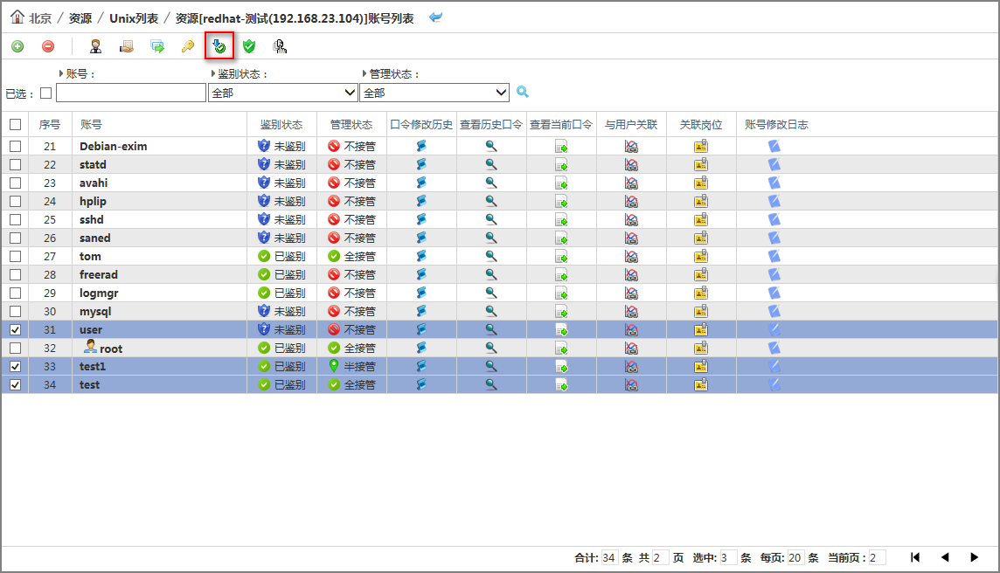 北京 / 资源 / Unix列表 / 资源[redhat-测试(192.168.23.104)]账号列表
账号： 鉴别状态： 管理状态：
已选： 全部 全部
序号 账号 鉴别状态 管理状态 口令修改历史 查看历史口令 查看当前口令 与用户关联 关联岗位 账号修改日志
21 Debian-exim 未鉴别 不接管
22 statd 未鉴别 不接管
23 avahi 未鉴别 不接管
24 hplip 未鉴别 不接管
25 sshd 未鉴别 不接管
26 saned 未鉴别 不接管
27 tom 已鉴别 全接管
28 freerad 已鉴别 不接管
29 logmgr 已鉴别 不接管
30 mysql 未鉴别 不接管
31 user 未鉴别 不接管
32 root 已鉴别 全接管
33 test1 已鉴别 半接管
34 test 已鉴别 全接管
合计: 34 条 共 2 页 选中: 3 条 每页: 20 条 当前页： 2